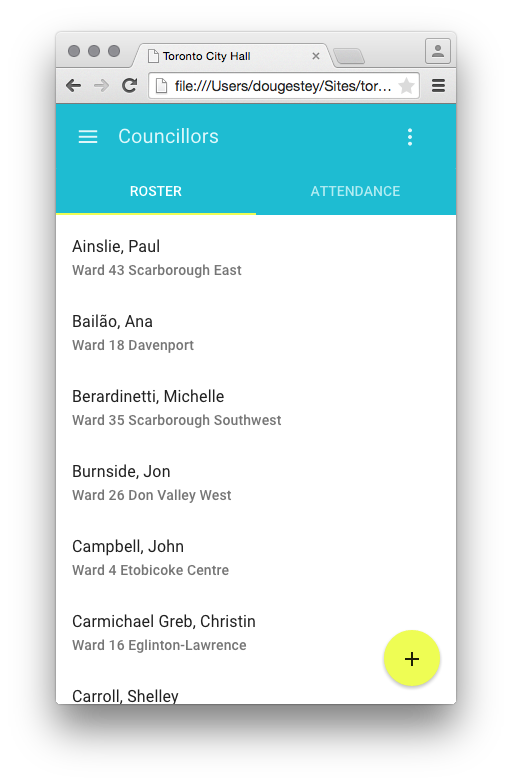 Toronto City Hall
file:///Users/dougestey/Sites/tor...
Councillors
ROSTER
ATTENDANCE
Ainslie, Paul
Ward 43 Scarborough East
Bailão, Ana
Ward 18 Davenport
Berardinetti, Michelle
Ward 35 Scarborough Southwest
Burnside, Jon
Ward 26 Don Valley West
Campbell, John
Ward 4 Etobicoke Centre
Carmichael Greb, Christin
Ward 16 Eglinton-Lawrence
Carroll, Shelley